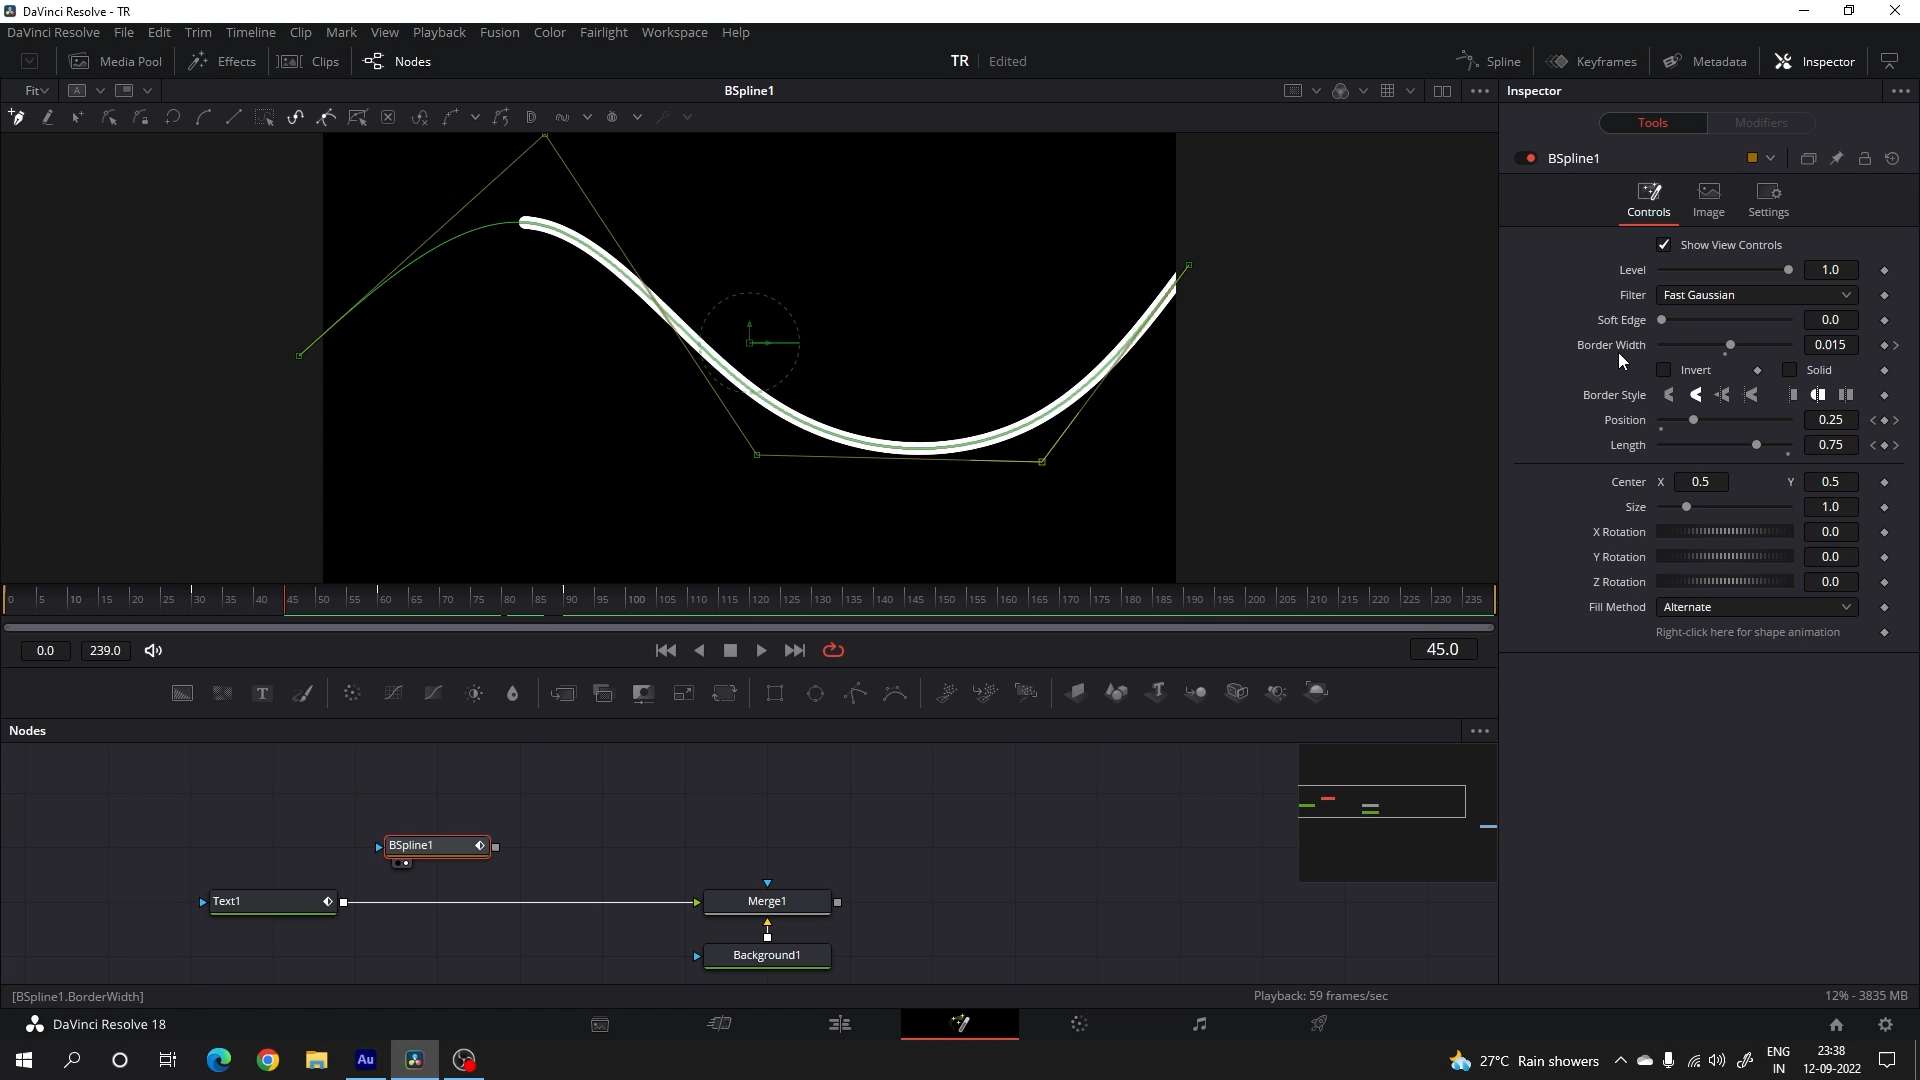 DaVinci Resolve - TR
DaVinci Resolve File Edit Trim Timeline Clip Mark View Playback Fusion Color Fairlight Workspace Help
Media Pool Effects Clips Nodes TR Edited Spline Keyframes Metadata Inspector
Fit A BSpline1 Inspector
Tools Modifiers
BSpline1
Controls Image Settings
Show View Controls
Level 1.0
Filter Fast Gaussian
Soft Edge 0.0
Border Width 0.015
Invert Solid
Border Style
Position 0.25
Length 0.75
Center X 0.5 Y 0.5
Size 1.0
X Rotation 0.0
Y Rotation 0.0
Z Rotation 0.0
Fill Method Alternate
Right-click here for shape animation
0 5 10 15 20 25 30 35 40 45 50 55 60 65 70 75 80 85 90 95 100 105 110 115 120 125 130 135 140 145 150 155 160 165 170 175 180 185 190 195 200 205 210 215 220 225 230 235
0.0 239.0 45.0
T
Nodes
BSpline1
Text1 Merge1
Background1
[BSpline1.BorderWidth] Playback: 59 frames/sec 12% - 3835 MB
DaVinci Resolve 18
Au 27°C Rain showers ENG IN 23:38 12-09-2022